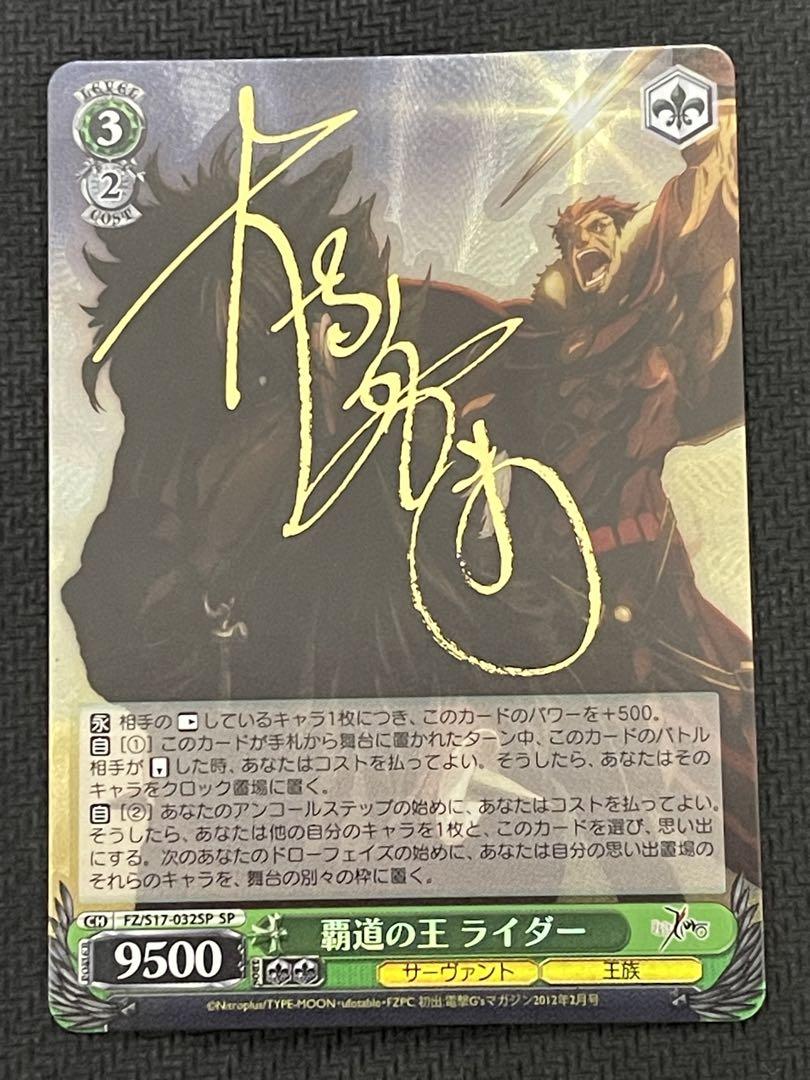 LEVEL
3
2
COST
永 相手の しているキャラ1枚につき、このカードのパワーを+500。
自 [①] このカードが手札から舞台に置かれたターン中、このカードのバトル
相手が した時、あなたはコストを払ってよい。そうしたら、あなたはその
キャラをクロック置場に置く。
自 [②] あなたのアンコールステップの始めに、あなたはコストを払ってよい。
そうしたら、あなたは他の自分のキャラを1枚と、このカードを選び、思い出
にする。次のあなたのドローフェイズの始めに、あなたは自分の思い出置場の
それらのキャラを、舞台の別々の枠に置く。
CH FZ/S17-032SP SP
覇道の王 ライダー
9500
サーヴァント 王族
©Nitroplus/TYPE-MOON・ufotable・FZPC 初出:電撃G'sマガジン2012年2月号